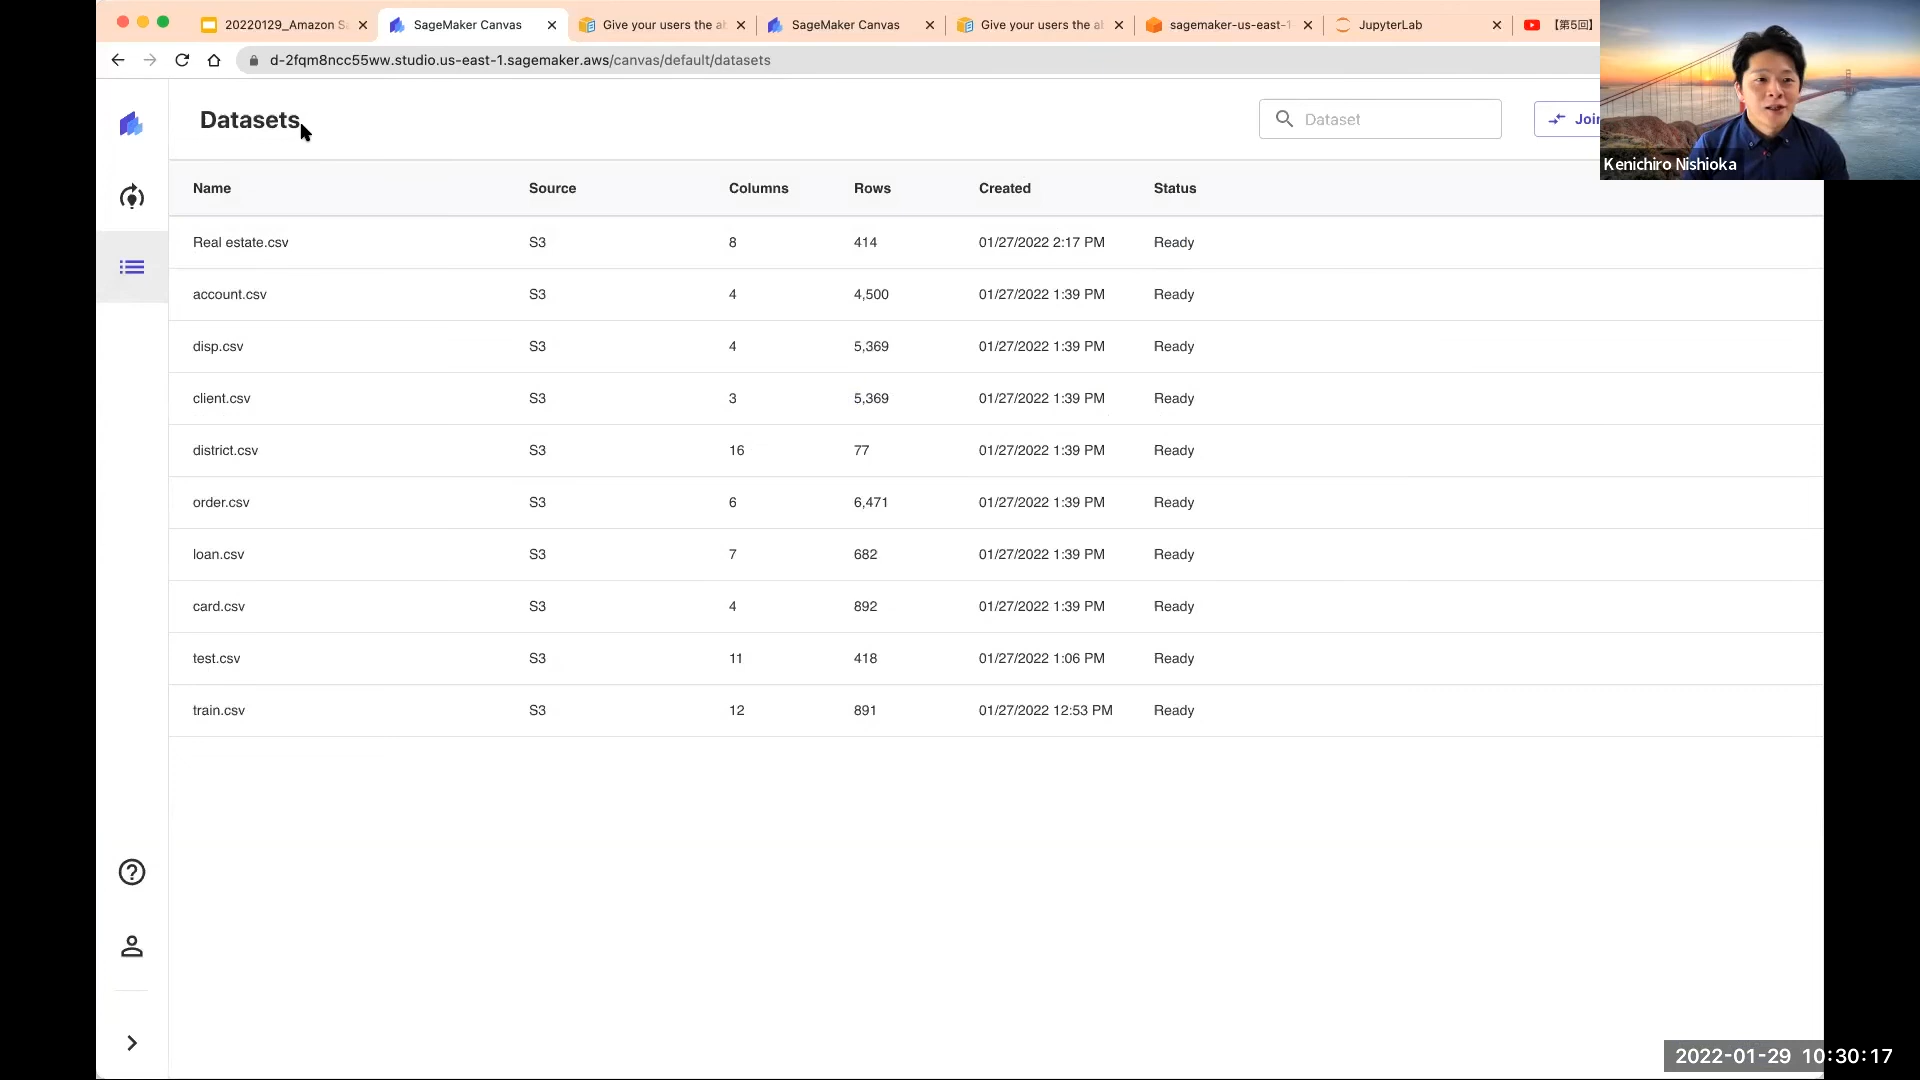 20220129_Amazon S
SageMaker Canvas
Give your users the al
SageMaker Canvas
Give your users the al
sagemaker-us-east-1
JupyterLab
【第5回】
d-2fqm8ncc55ww.studio.us-east-1.sagemaker.aws/canvas/default/datasets
Datasets
Dataset
Join
Kenichiro Nishioka
Name Source Columns Rows Created Status
Real estate.csv S3 8 414 01/27/2022 2:17 PM Ready
account.csv S3 4 4,500 01/27/2022 1:39 PM Ready
disp.csv S3 4 5,369 01/27/2022 1:39 PM Ready
client.csv S3 3 5,369 01/27/2022 1:39 PM Ready
district.csv S3 16 77 01/27/2022 1:39 PM Ready
order.csv S3 6 6,471 01/27/2022 1:39 PM Ready
loan.csv S3 7 682 01/27/2022 1:39 PM Ready
card.csv S3 4 892 01/27/2022 1:39 PM Ready
test.csv S3 11 418 01/27/2022 1:06 PM Ready
train.csv S3 12 891 01/27/2022 12:53 PM Ready
2022-01-29 10:30:17